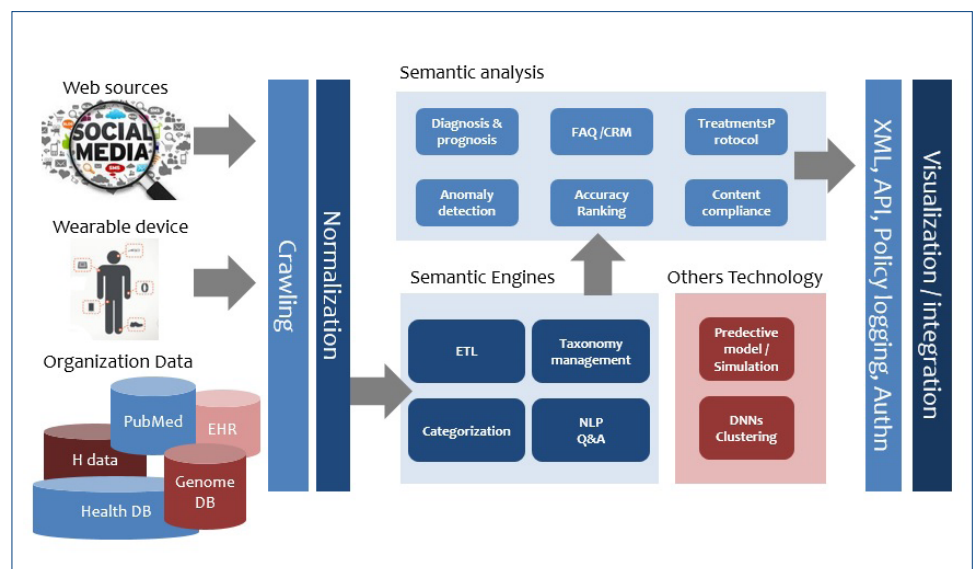 Web sources
SOCIAL
MEDIA
Wearable device
Organization Data
PubMed
EHR
H data
Genome
DB
Health DB
Crawling
Normalization
Semantic analysis
Diagnosis &
prognosis
FAQ /CRM
TreatmentsP
rotocol
Anomaly
detection
Accuracy
Ranking
Content
compliance
Semantic Engines
ETL
Taxonomy
management
Categorization
NLP
Q&A
Others Technology
Predective
model /
Simulation
DNNs
Clustering
XML, API, Policy logging, Authn
Visualization / integration